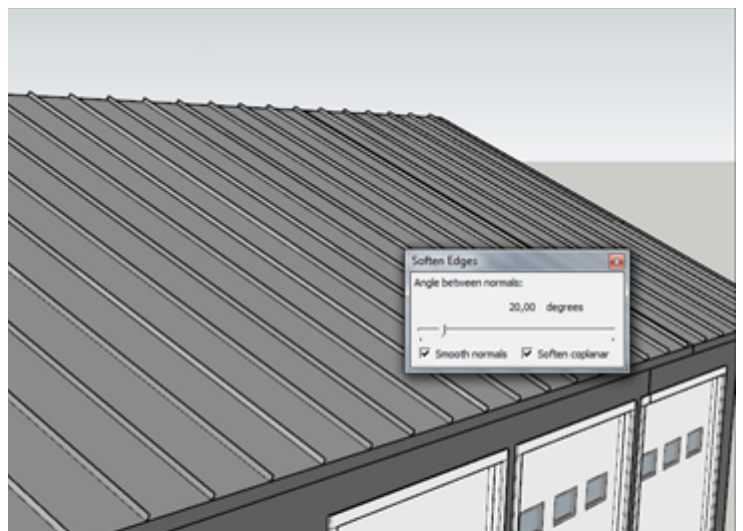 Soften Edges
Angle between normals:
20,00 degrees
Smooth normals Soften coplanar